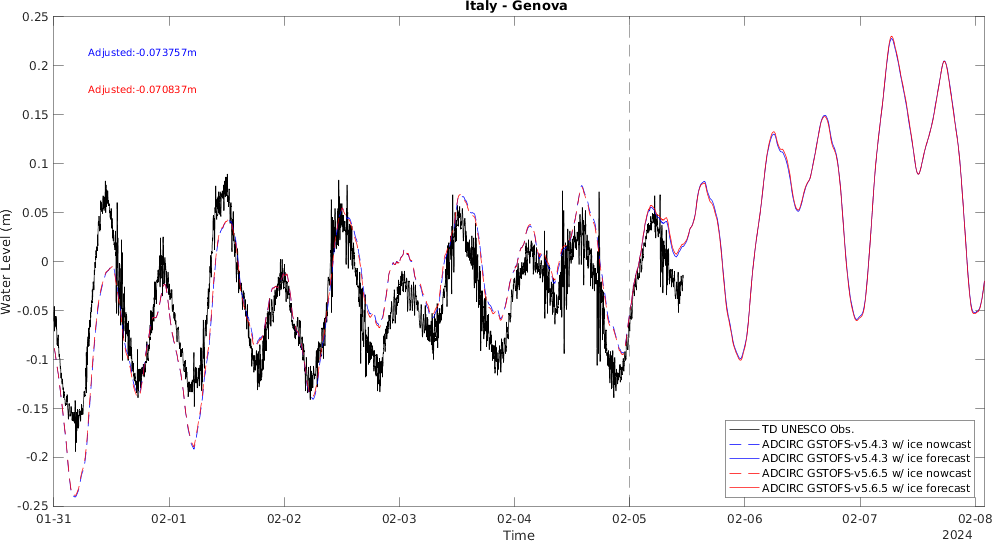 Italy - Genova
0.25
0.2
0.15
0.1
0.05
0
-0.05
-0.1
-0.15
-0.2
-0.25
Water Level (m)
Adjusted:-0.073757m
Adjusted:-0.070837m
TD UNESCO Obs.
ADCIRC GSTOFS-v5.4.3 w/ ice nowcast
ADCIRC GSTOFS-v5.4.3 w/ ice forecast
ADCIRC GSTOFS-v5.6.5 w/ ice nowcast
ADCIRC GSTOFS-v5.6.5 w/ ice forecast
01-31 02-01 02-02 02-03 02-04 02-05 02-06 02-07 02-08
Time
2024